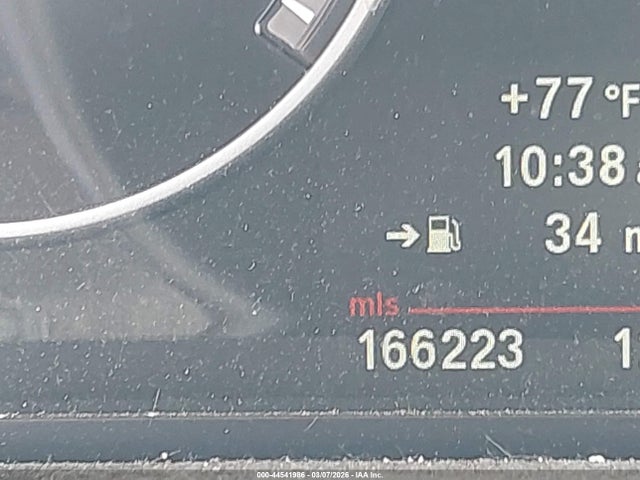 +77 °F
10:38
34
mls
166223
000-44541986 - 03/07/2026 - IAA Inc.